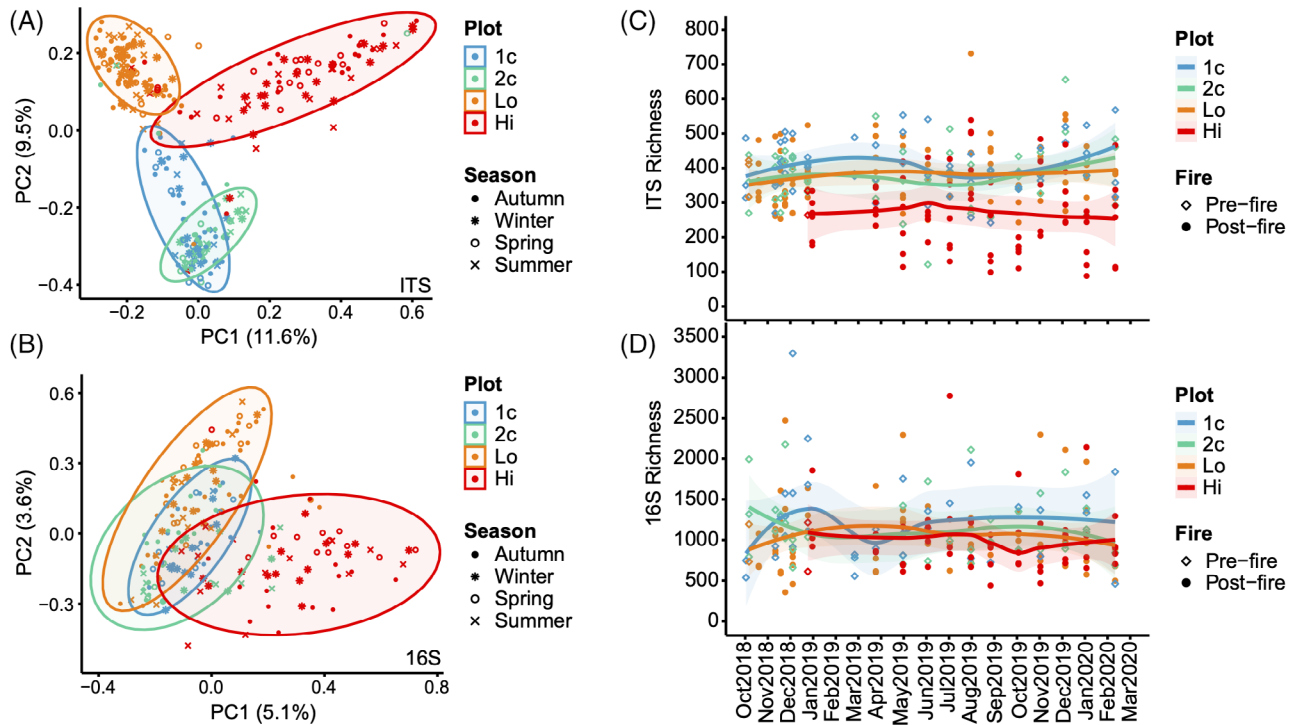 (A)
0.2
0.0
−0.2
−0.4
PC2 (9.5%)
−0.2
0.0
0.2
0.4
0.6
PC1 (11.6%)
ITS
Plot
1c
2c
Lo
Hi
Season
Autumn
Winter
Spring
Summer
(B)
0.6
0.3
0.0
−0.3
PC2 (3.6%)
−0.4
0.0
0.4
0.8
PC1 (5.1%)
16S
Plot
1c
2c
Lo
Hi
Season
Autumn
Winter
Spring
Summer
(C)
800
700
600
500
400
300
200
100
0
ITS Richness
Plot
1c
2c
Lo
Hi
Fire
Pre−fire
Post−fire
(D)
3500
3000
2500
2000
1500
1000
500
0
16S Richness
Oct2018
Nov2018
Dec2018
Jan2019
Feb2019
Mar2019
Apr2019
May2019
Jun2019
Jul2019
Aug2019
Sep2019
Oct2019
Nov2019
Dec2019
Jan2020
Feb2020
Mar2020
Plot
1c
2c
Lo
Hi
Fire
Pre−fire
Post−fire